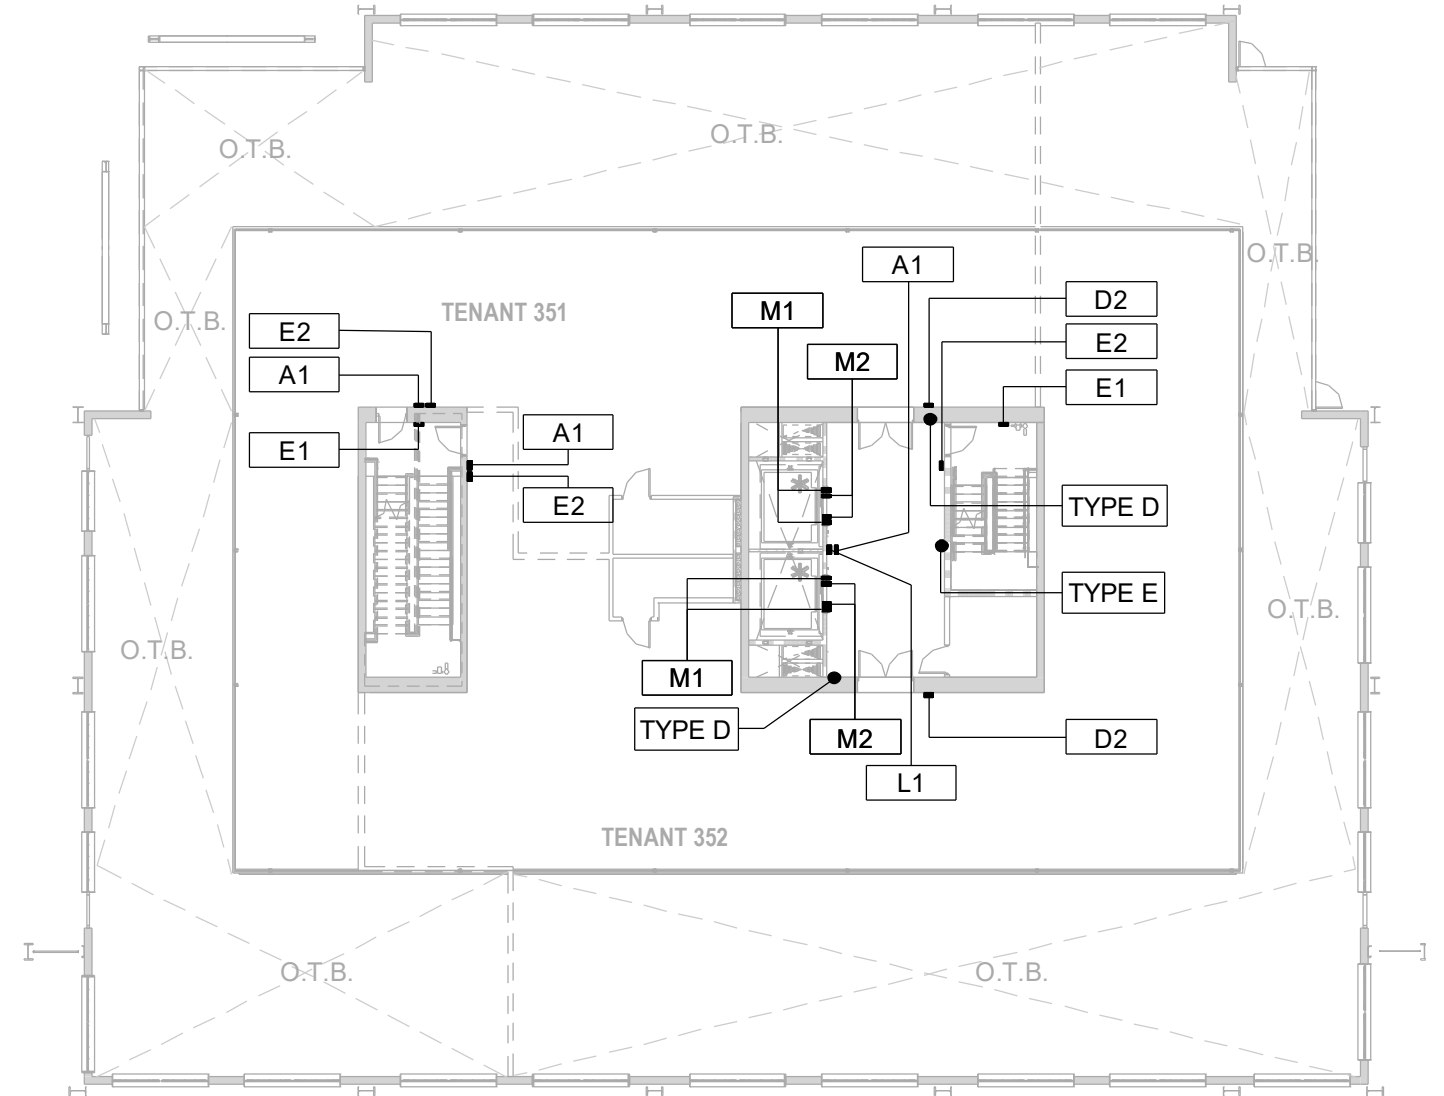 O.T.B.
O.T.B.
O.T.B.
A1
D2
M1
TENANT 351
O.T.B.
E2
E2
M2
A1
E1
A1
E1
E2
TYPE D
TYPE E
O.T.B.
O.T.B.
M1
TYPE D
M2
D2
L1
TENANT 352
O.T.B.
O.T.B.